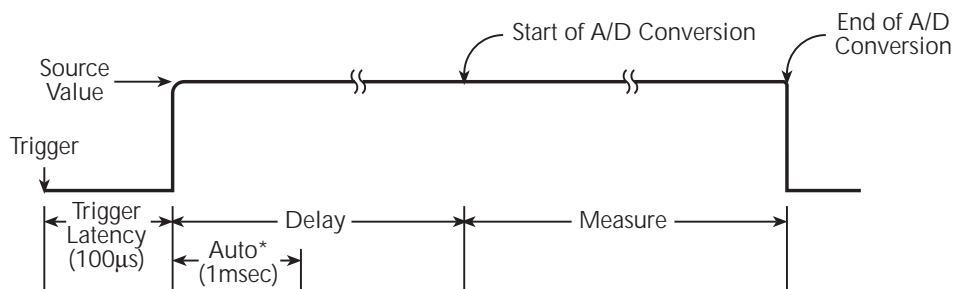 Start of A/D Conversion
End of A/D
Conversion
Source
Value
Trigger
Trigger
Latency
(100µs)
Delay
Measure
Auto*
(1msec)